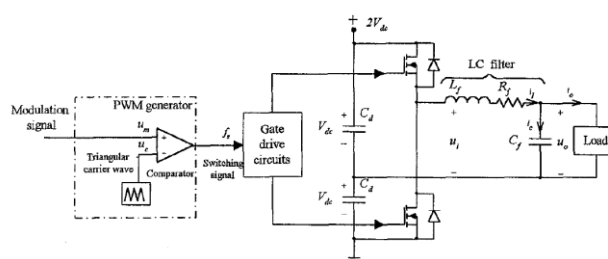 + 2V_dc
LC filter
L_f
R_f
i_l
i_o
PWM generator
Modulation
signal
u_m
u_c
f_s
Gate
drive
circuits
Triangular
carrier wave
Comparator
Switching
signal
V_dc
+
−
C_d
+
u_i
−
i_c
C_f
+
u_o
−
Load
V_dc
+
−
C_d